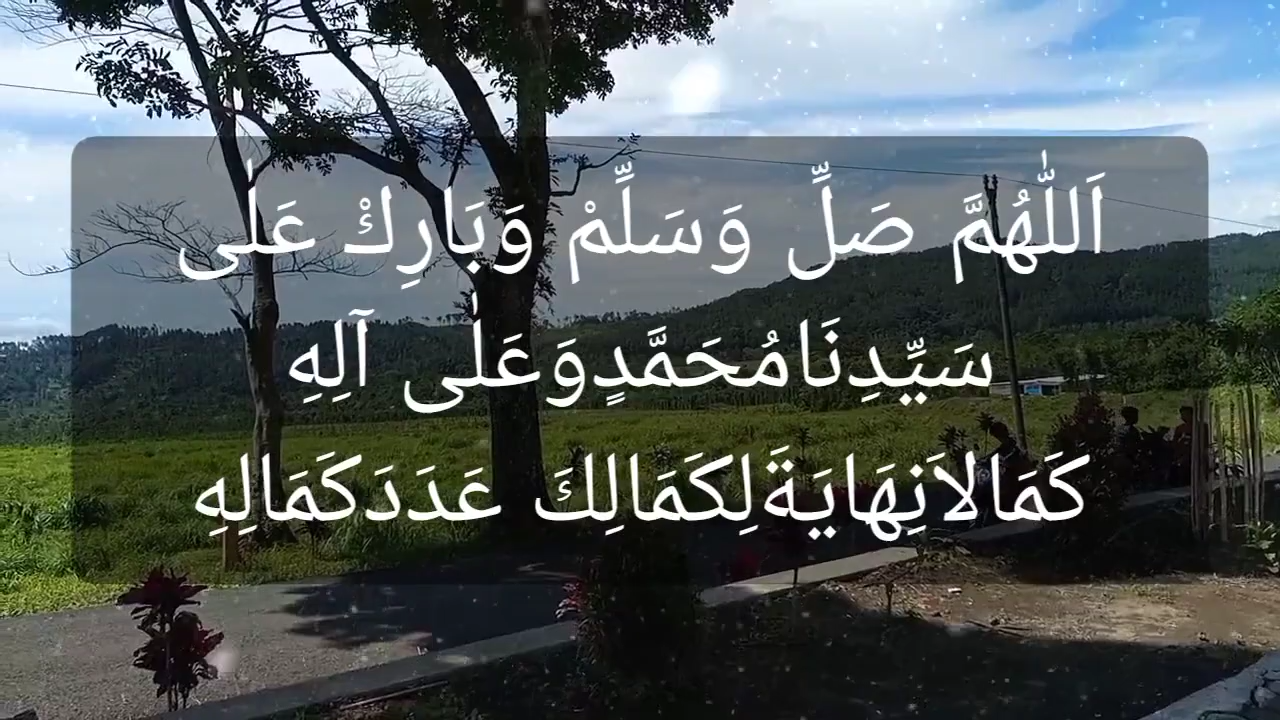 اَللّٰهُمَّ صَلِّ وَسَلِّمْ وَبَارِكْ عَلٰى
سَيِّدِنَامُحَمَّدٍوَعَلٰى آلِهِ
كَمَالاَنِهَايَةَلِكَمَالِكَ عَدَدَكَمَالِهِ